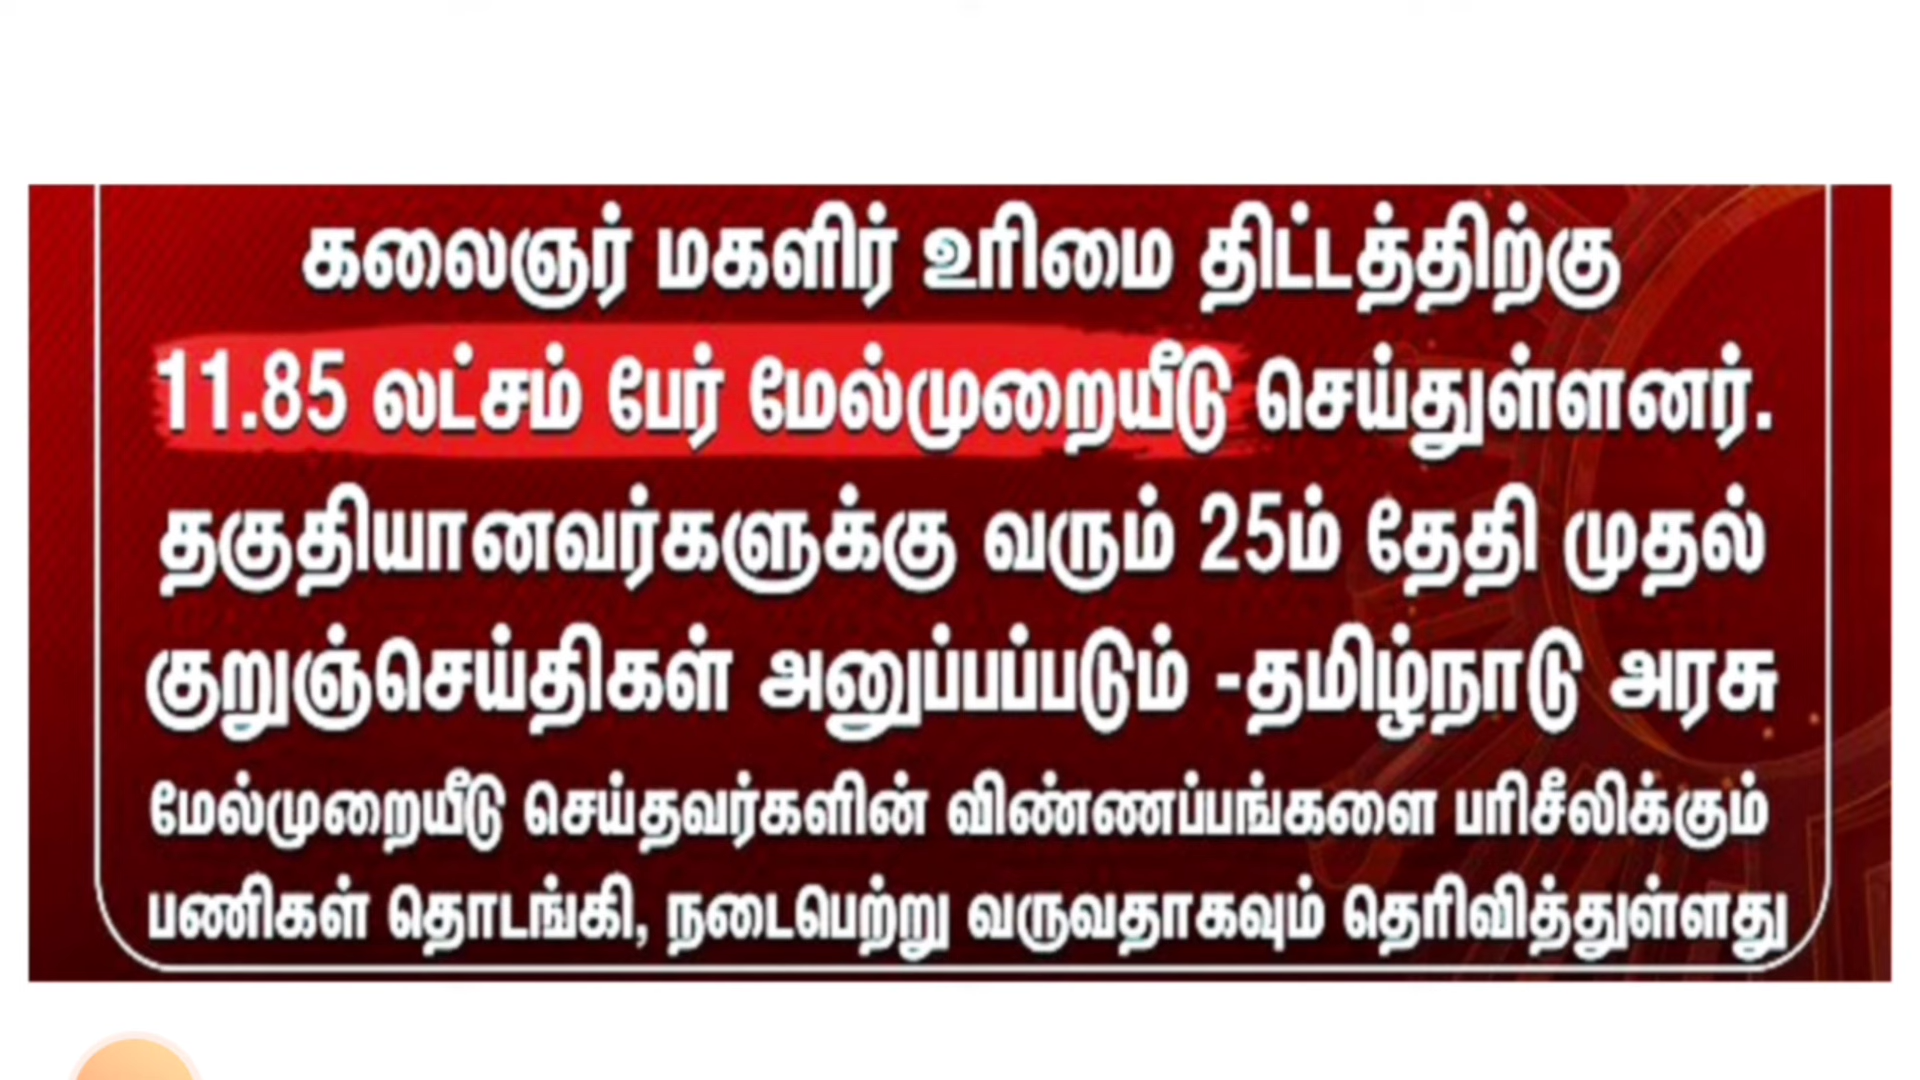 கலைஞர் மகளிர் உரிமை திட்டத்திற்கு
11.85 லட்சம் பேர் மேல்முறையீடு செய்துள்ளனர்.
தகுதியானவர்களுக்கு வரும் 25ம் தேதி முதல்
குறுஞ்செய்திகள் அனுப்பப்படும் -தமிழ்நாடு அரசு
மேல்முறையீடு செய்தவர்களின் விண்ணப்பங்களை பரிசீலிக்கும்
பணிகள் தொடங்கி, நடைபெற்று வருவதாகவும் தெரிவித்துள்ளது